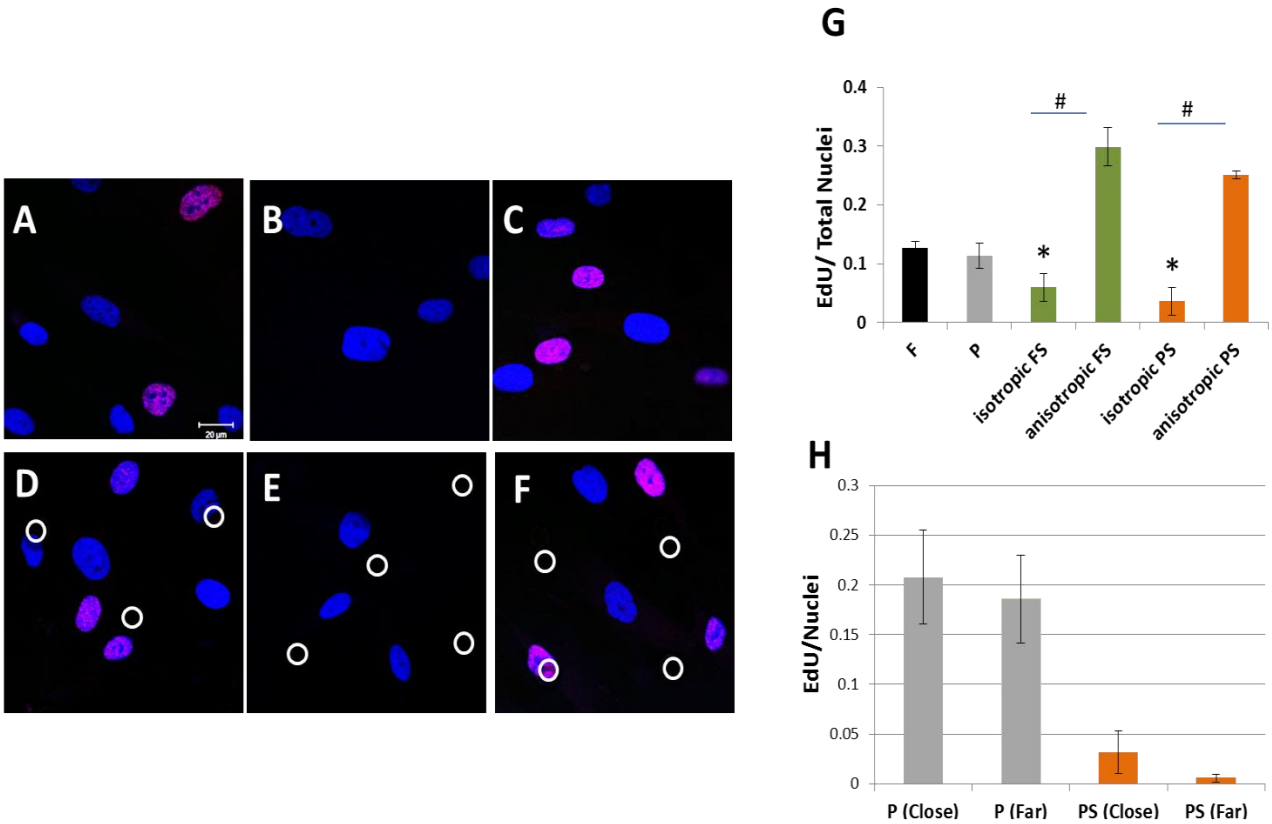 A
B
C
20 µm
D
E
F
G
EdU/ Total Nuclei
0.4
0.3
0.2
0.1
0
#
#
*
*
F
P
isotropic FS
anisotropic FS
isotropic PS
anisotropic PS
H
EdU/Nuclei
0.3
0.25
0.2
0.15
0.1
0.05
0
P (Close)
P (Far)
PS (Close)
PS (Far)